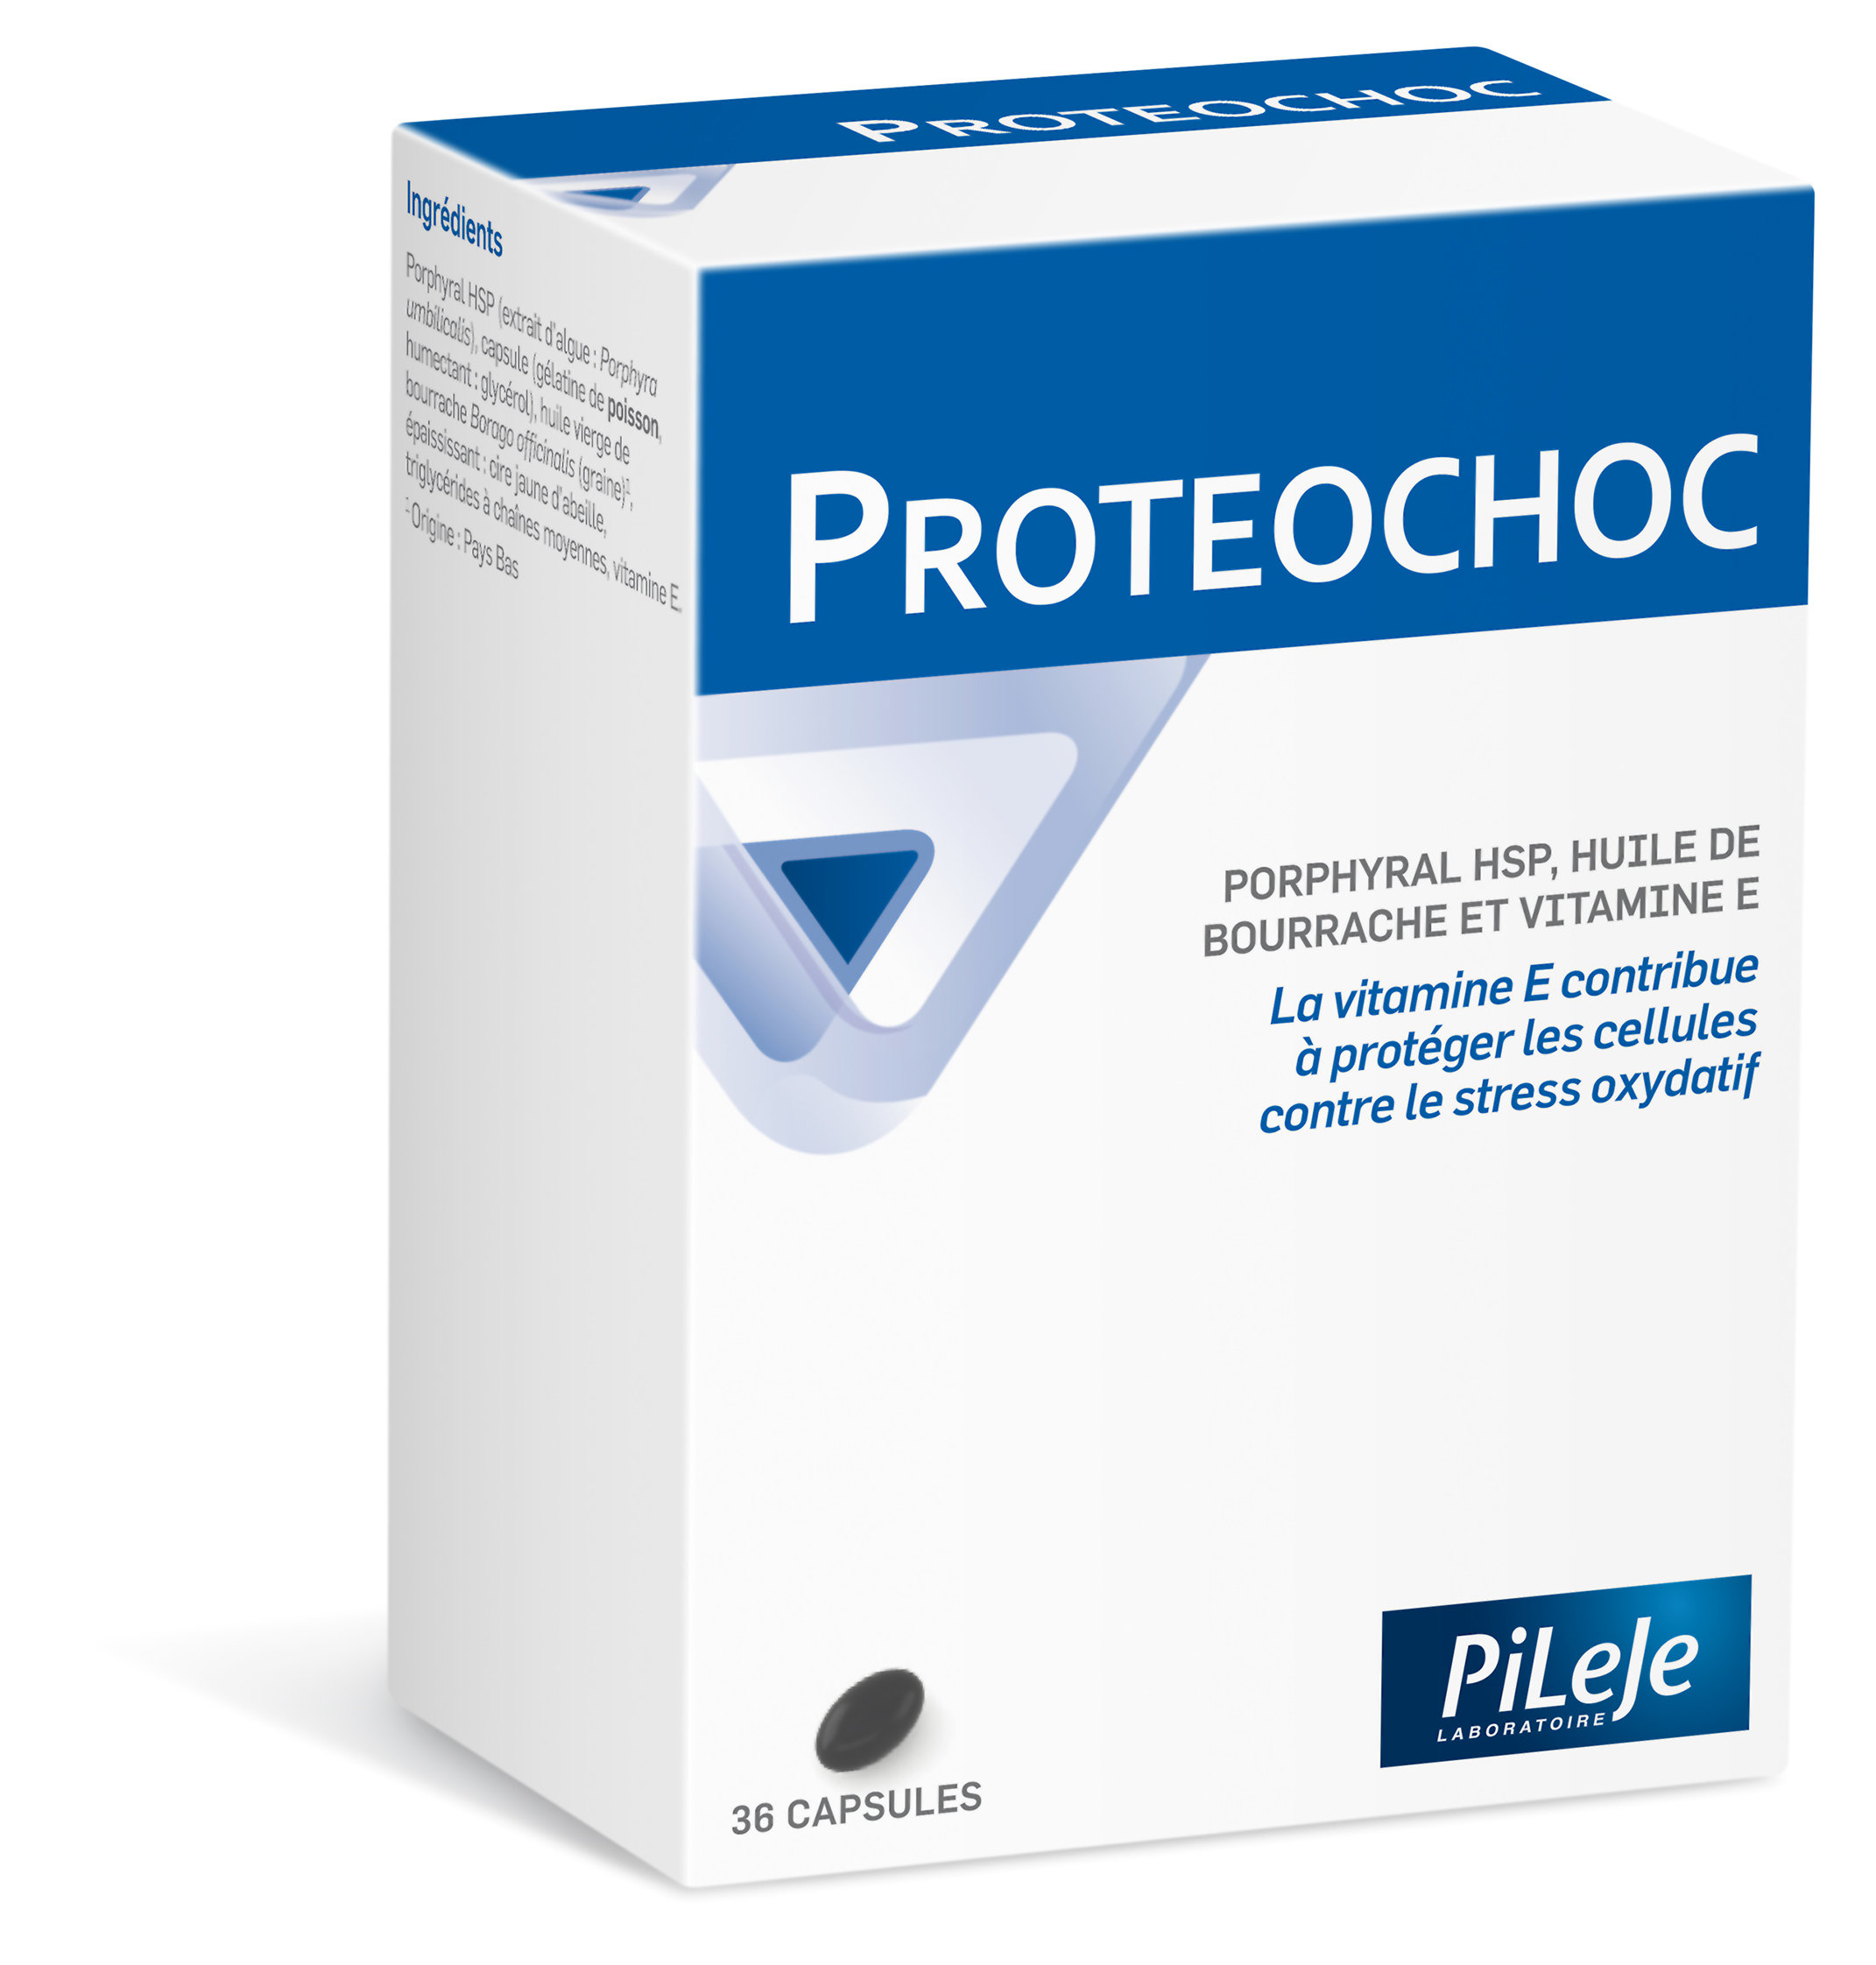 PROTEOCHOC
Ingrédients
Porphyral HSP (extrait d'algue : Porphyra
umbilicalis), capsule (gélatine de poisson,
humectant : glycérol), huile vierge de
bourrache Borago officinalis (graine)¹,
épaississant : cire jaune d'abeille,
triglycérides à chaînes moyennes, vitamine E.
¹ Origine : Pays Bas
PROTEOCHOC
PORPHYRAL HSP, HUILE DE
BOURRACHE ET VITAMINE E
La vitamine E contribue
à protéger les cellules
contre le stress oxydatif
36 CAPSULES
PiLeJe
LABORATOIRE